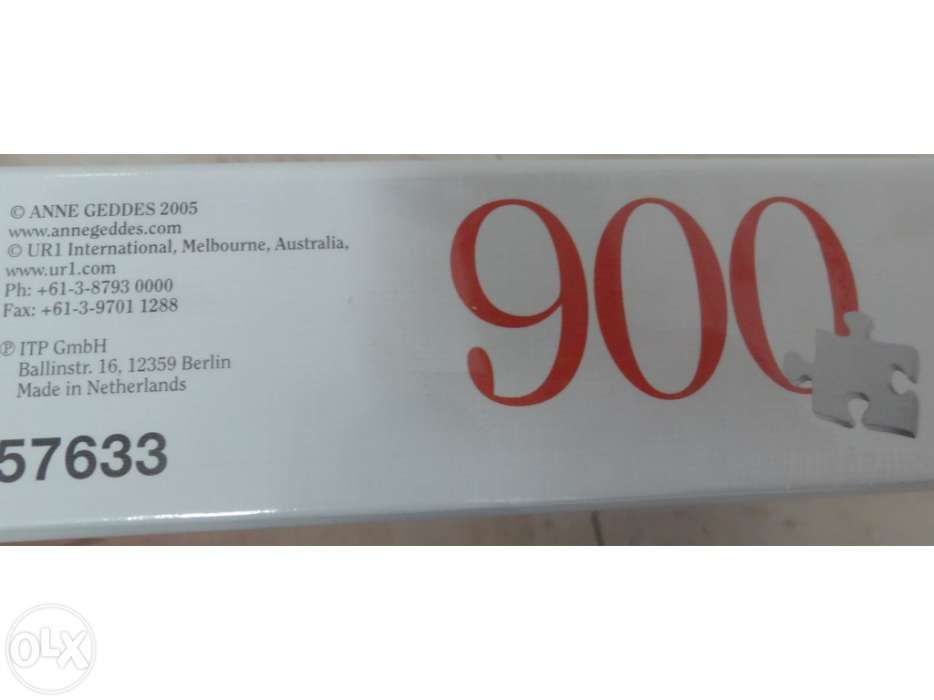 © ANNE GEDDES 2005
www.annegeddes.com
© UR1 International, Melbourne, Australia,
www.ur1.com
Ph: +61-3-8793 0000
Fax: +61-3-9701 1288
℗ ITP GmbH
Ballinstr. 16, 12359 Berlin
Made in Netherlands
57633
900
OLX